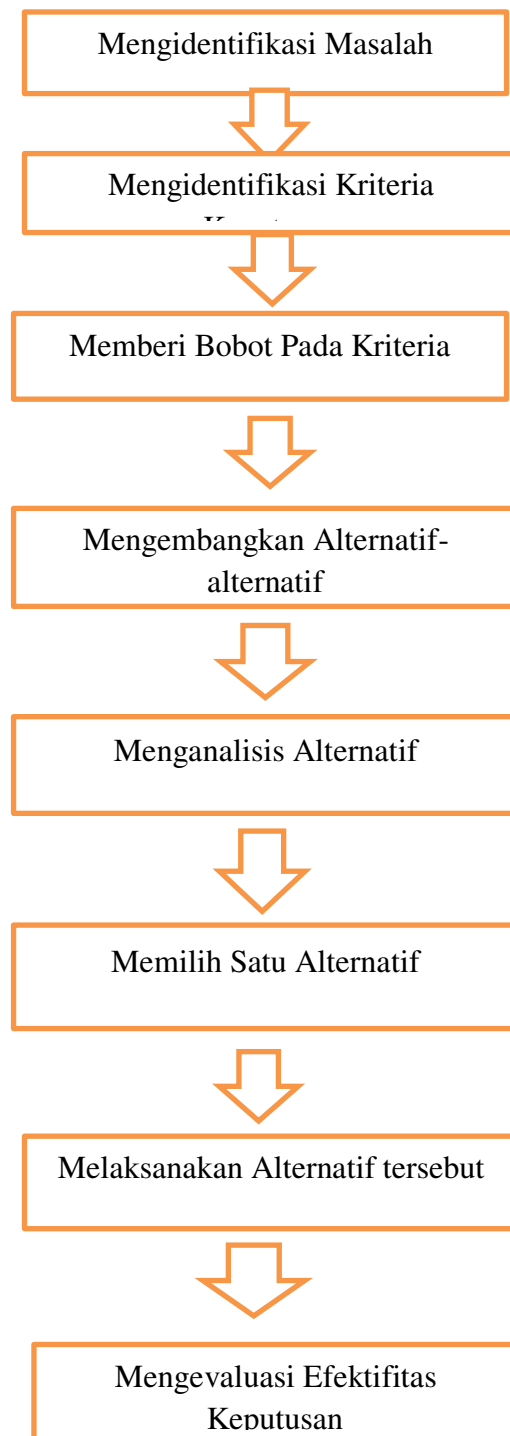 Mengidentifikasi Masalah
Mengidentifikasi Kriteria
Memberi Bobot Pada Kriteria
Mengembangkan Alternatif-
alternatif
Menganalisis Alternatif
Memilih Satu Alternatif
Melaksanakan Alternatif tersebut
Mengevaluasi Efektifitas
Keputusan